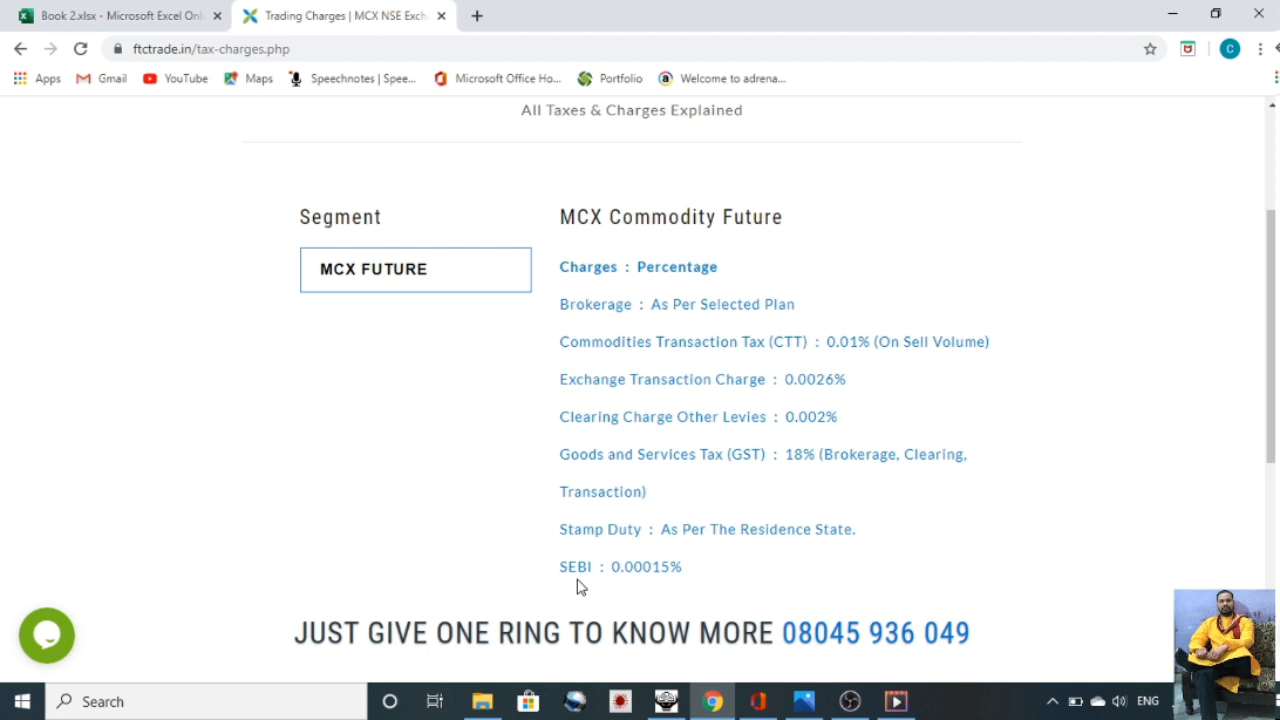 Book 2.xlsx - Microsoft Excel Onl
Trading Charges | MCX NSE Exch
ftctrade.in/tax-charges.php
C
Apps
Gmail
YouTube
Maps
Speechnotes | Spee...
Microsoft Office Ho...
Portfolio
Welcome to adrena...
All Taxes & Charges Explained
Segment
MCX FUTURE
MCX Commodity Future
Charges : Percentage
Brokerage : As Per Selected Plan
Commodities Transaction Tax (CTT) : 0.01% (On Sell Volume)
Exchange Transaction Charge : 0.0026%
Clearing Charge Other Levies : 0.002%
Goods and Services Tax (GST) : 18% (Brokerage, Clearing,
Transaction)
Stamp Duty : As Per The Residence State.
SEBI : 0.00015%
JUST GIVE ONE RING TO KNOW MORE 08045 936 049
Search
ENG